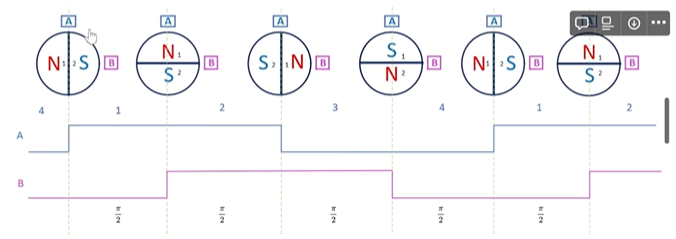 A A A A A
N 1 2 S B N 1 S 2 B S 2 1 N B S 1 N 2 B N 1 2 S B N 1 S 2 B
4 1 2 3 4 1 2
A
B
π/2 π/2 π/2 π/2 π/2